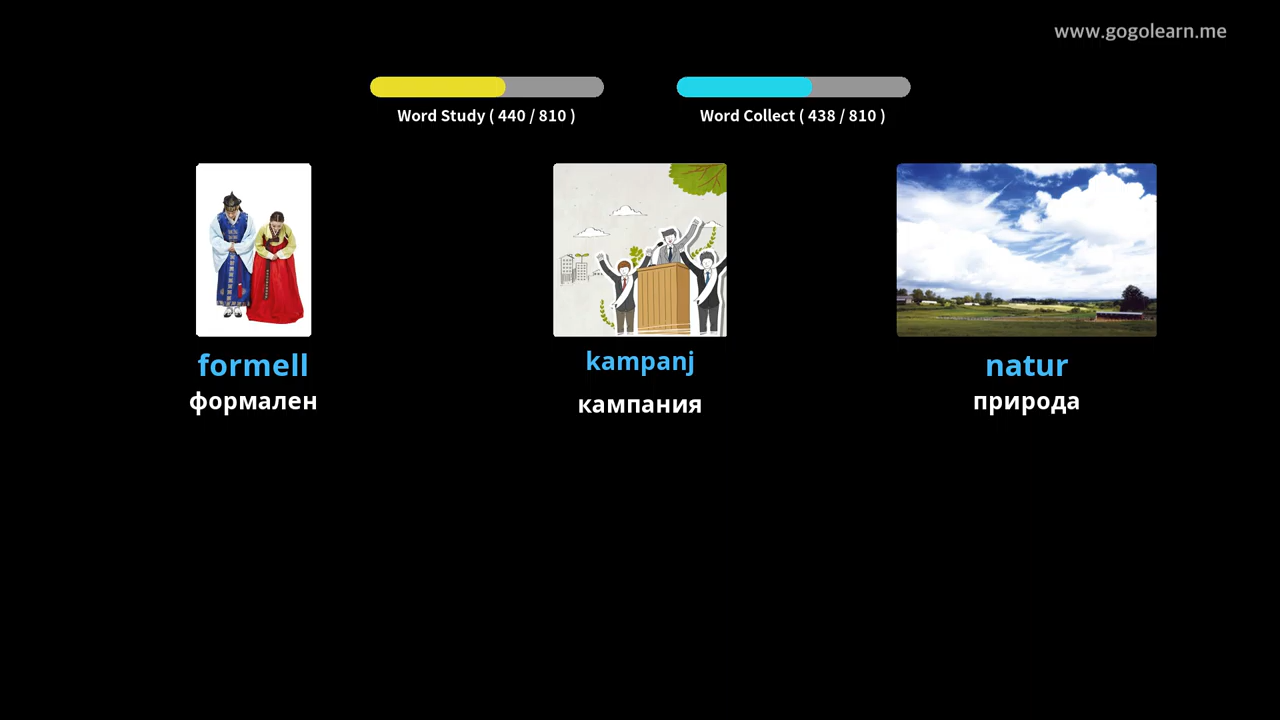 www.gogolearn.me
Word Study ( 440 / 810 )
Word Collect ( 438 / 810 )
formell
формален
kampanj
кампания
natur
природа